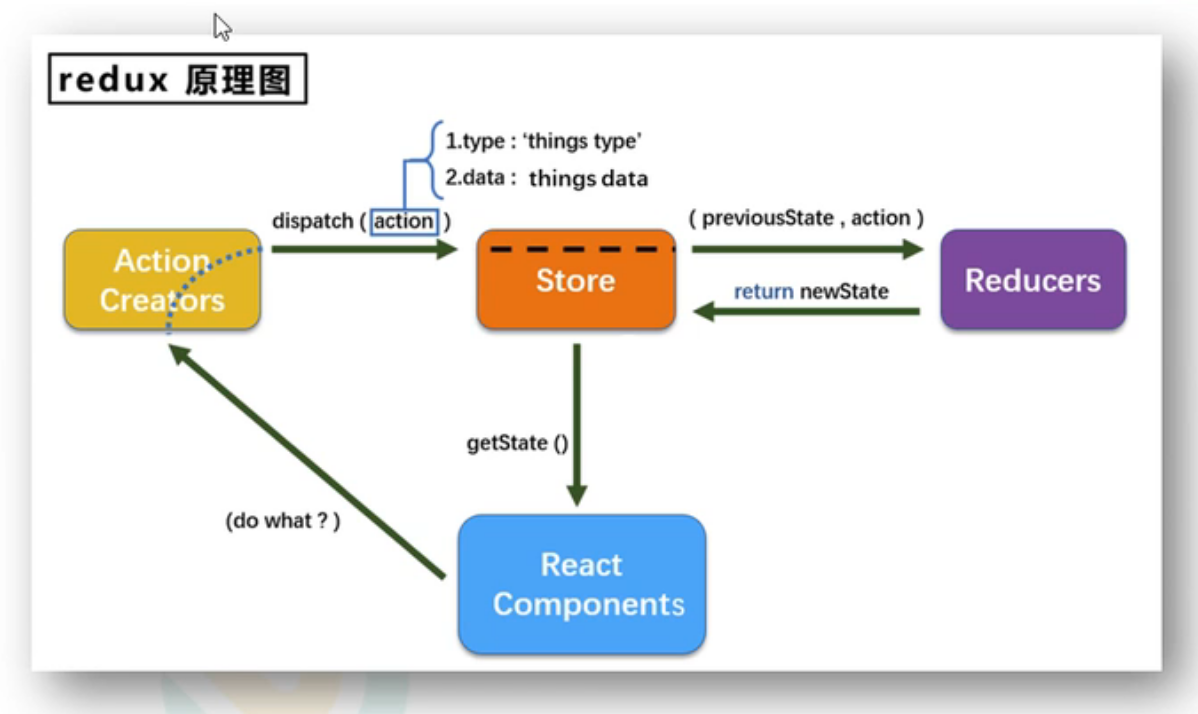 redux 原理图
1.type : ‘things type’
2.data : things data
dispatch ( action )
( previousState , action )
Action
Creators
Store
Reducers
return newState
getState ()
(do what ? )
React
Components